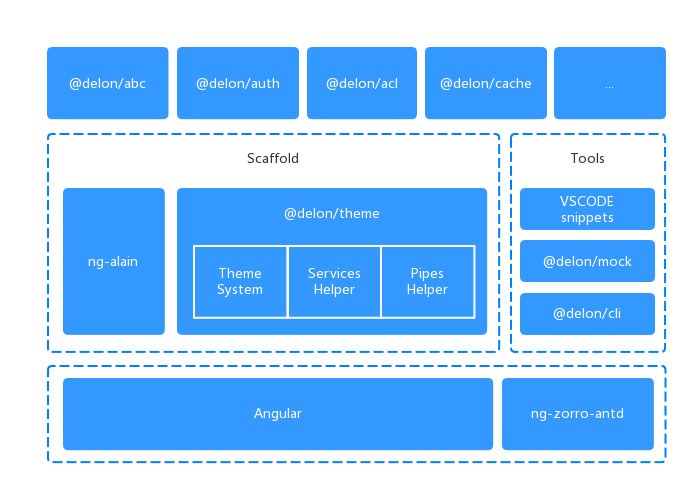 @delon/abc
@delon/auth
@delon/acl
@delon/cache
...
Scaffold
Tools
ng-alain
@delon/theme
Theme
System
Services
Helper
Pipes
Helper
VSCODE
snippets
@delon/mock
@delon/cli
Angular
ng-zorro-antd